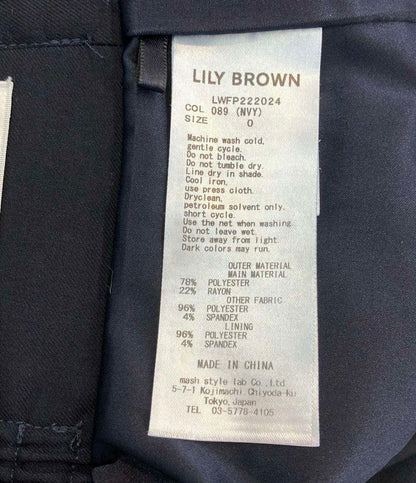 LILY BROWN
LWFP222024
COL 089 (NVY)
SIZE 0
Machine wash cold,
gentle cycle.
Do not bleach.
Do not tumble dry.
Line dry in shade.
Cool iron,
use press cloth.
Dryclean,
petroleum solvent only.
short cycle.
Use the net when washing
Do not leave wet.
Store away from light
Dark colors may run.
OUTER MATERIAL
MAIN MATERIAL
78% POLYESTER
22% RAYON
OTHER FABRIC
96% POLYESTER
4% SPANDEX
LINING
96% POLYESTER
4% SPANDEX
MADE IN CHINA
mash style lab Co.,Ltd
5-7-1 Kojimachi Chiyoda-ku
Tokyo,Japan
TEL 03-5778-4105